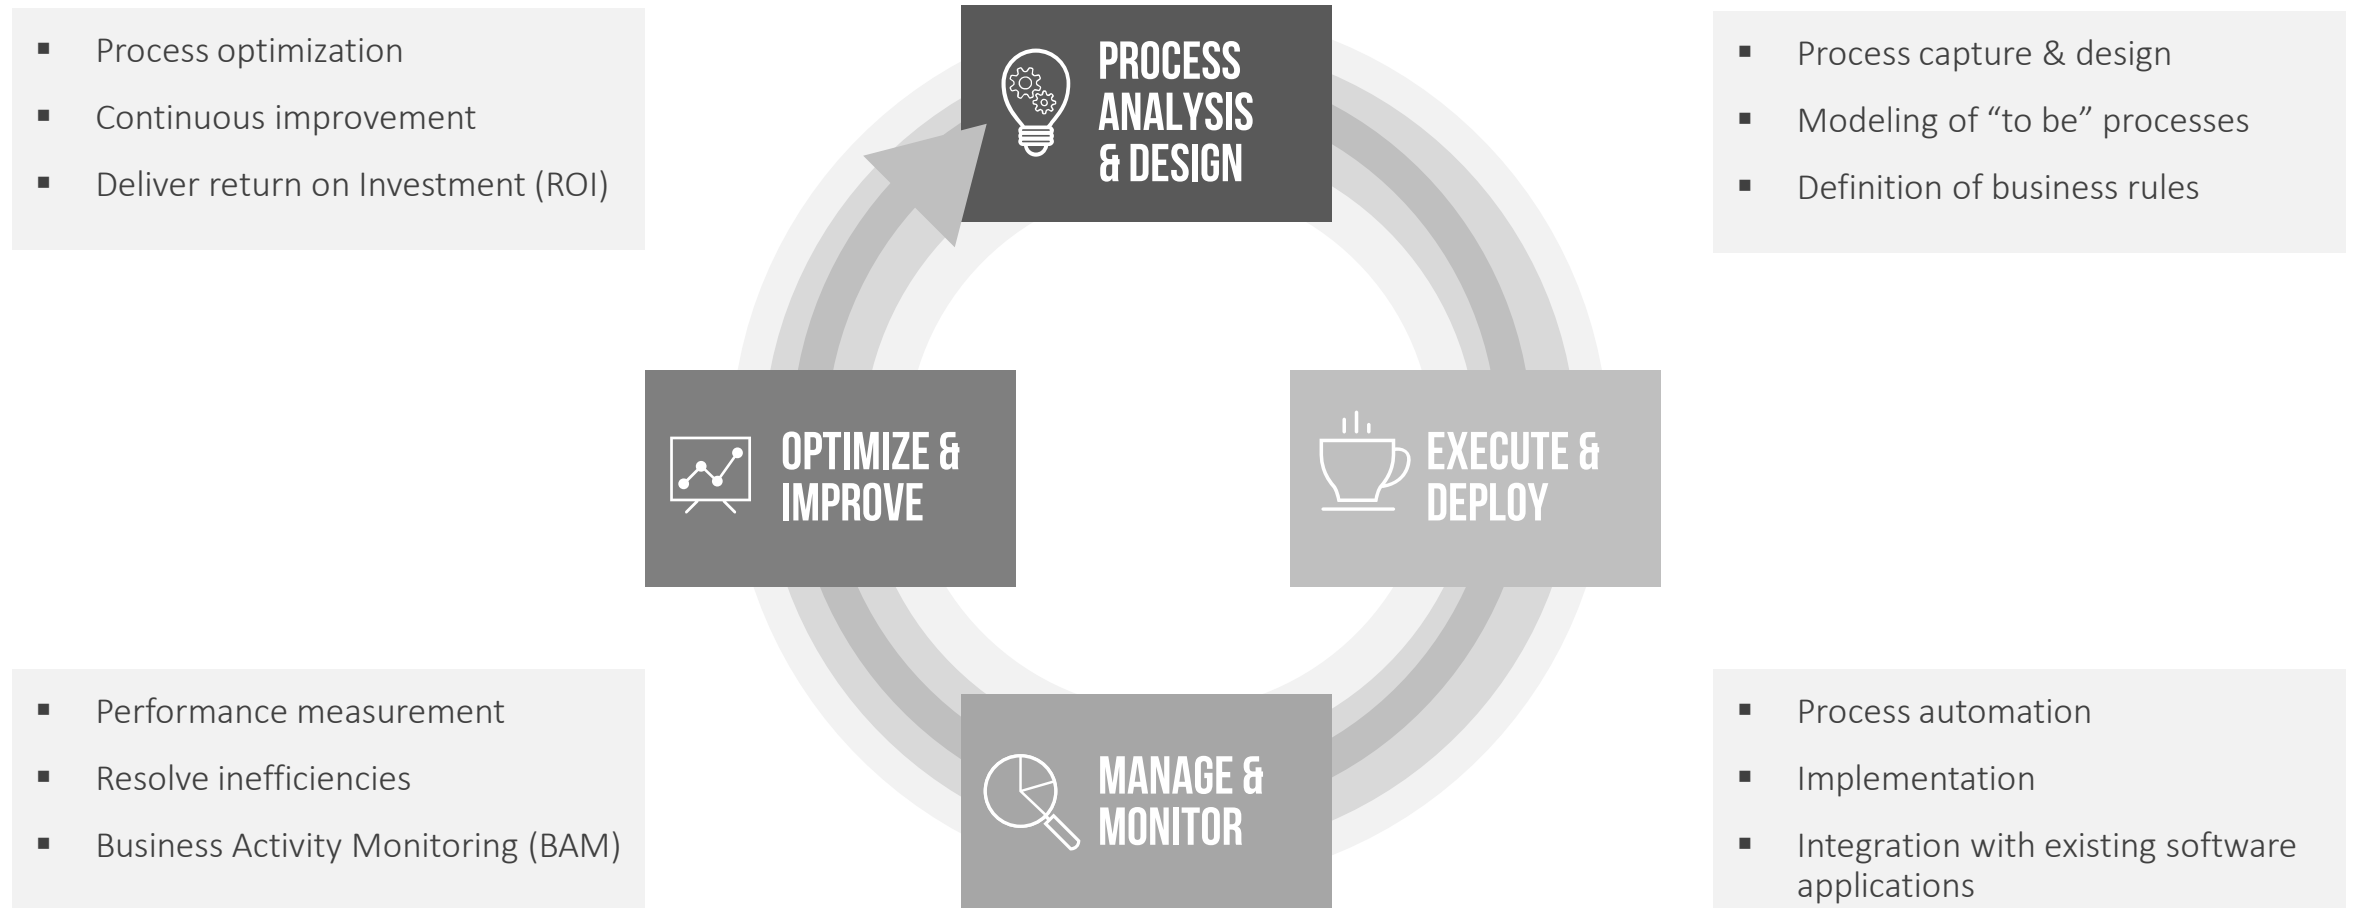 Process optimization
Continuous improvement
Deliver return on Investment (ROI)
PROCESS
ANALYSIS
& DESIGN
Process capture & design
Modeling of “to be” processes
Definition of business rules
OPTIMIZE &
IMPROVE
EXECUTE &
DEPLOY
Performance measurement
Resolve inefficiencies
Business Activity Monitoring (BAM)
MANAGE &
MONITOR
Process automation
Implementation
Integration with existing software
applications